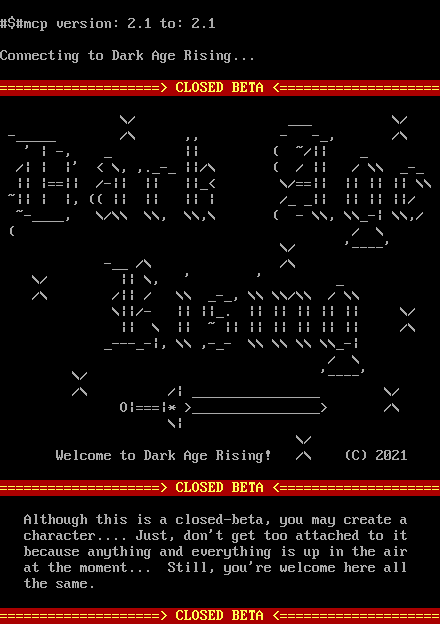 #$#mcp version: 2.1 to: 2.1
Connecting to Dark Age Rising...
====================> CLOSED BETA <====================
Dark Age
Rising
Welcome to Dark Age Rising! (C) 2021
====================> CLOSED BETA <====================
Although this is a closed-beta, you may create a
character.... Just, don't get too attached to it
because anything and everything is up in the air
at the moment... Still, you're welcome here all
the same.
====================> CLOSED BETA <====================